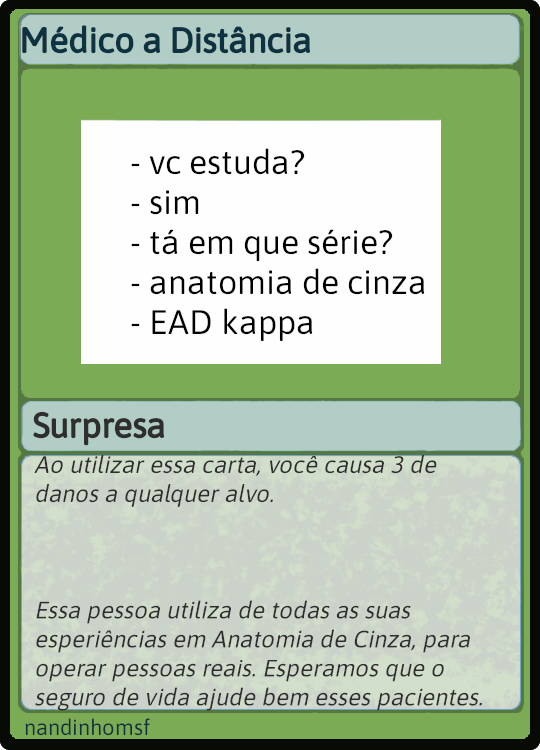 Médico a Distância
- vc estuda?
- sim
- tá em que série?
- anatomia de cinza
- EAD kappa
Surpresa
Ao utilizar essa carta, você causa 3 de
danos a qualquer alvo.
Essa pessoa utiliza de todas as suas
esperiências em Anatomia de Cinza, para
operar pessoas reais. Esperamos que o
seguro de vida ajude bem esses pacientes.
nandinhomsf